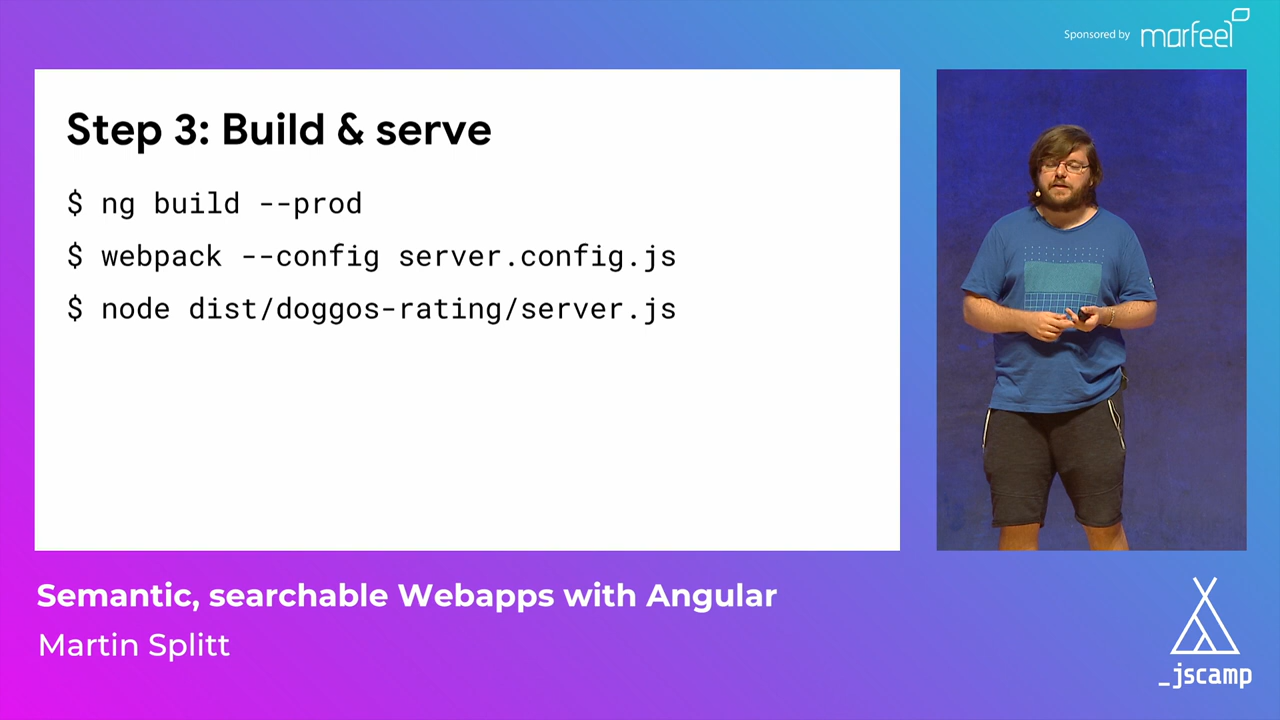 Sponsored by marfeel
Step 3: Build & serve
$ ng build --prod
$ webpack --config server.config.js
$ node dist/doggos-rating/server.js
Semantic, searchable Webapps with Angular
Martin Splitt
_jscamp